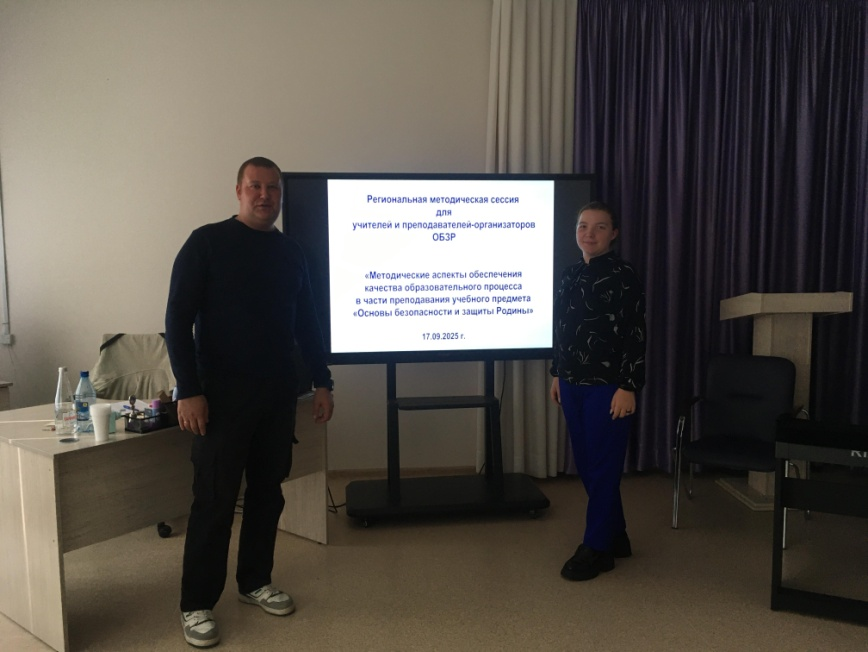 Региональная методическая сессия
для
учителей и преподавателей-организаторов
ОБЗР
«Методические аспекты обеспечения
качества образовательного процесса
в части преподавания учебного предмета
«Основы безопасности и защиты Родины»
17.09.2025 г.